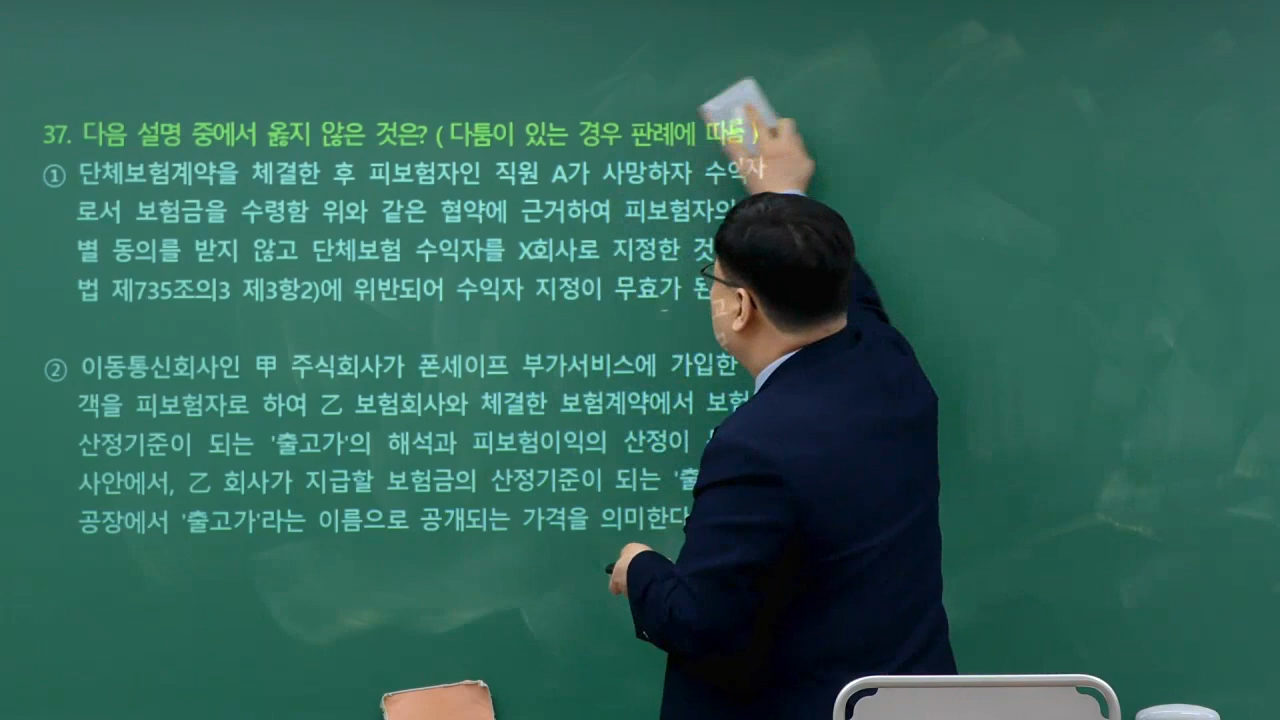 37. 다음 설명 중에서 옳지 않은 것은? ( 다툼이 있는 경우 판례에 따름 )
① 단체보험계약을 체결한 후 피보험자인 직원 A가 사망하자 수익자
로서 보험금을 수령함 위와 같은 협약에 근거하여 피보험자의
별 동의를 받지 않고 단체보험 수익자를 X회사로 지정한 것
법 제735조의3 제3항2)에 위반되어 수익자 지정이 무효가 된
② 이동통신회사인 甲 주식회사가 폰세이프 부가서비스에 가입한
객을 피보험자로 하여 乙 보험회사와 체결한 보험계약에서 보험
산정기준이 되는 '출고가'의 해석과 피보험이익의 산정이
사안에서, 乙 회사가 지급할 보험금의 산정기준이 되는 '출
공장에서 '출고가'라는 이름으로 공개되는 가격을 의미한다